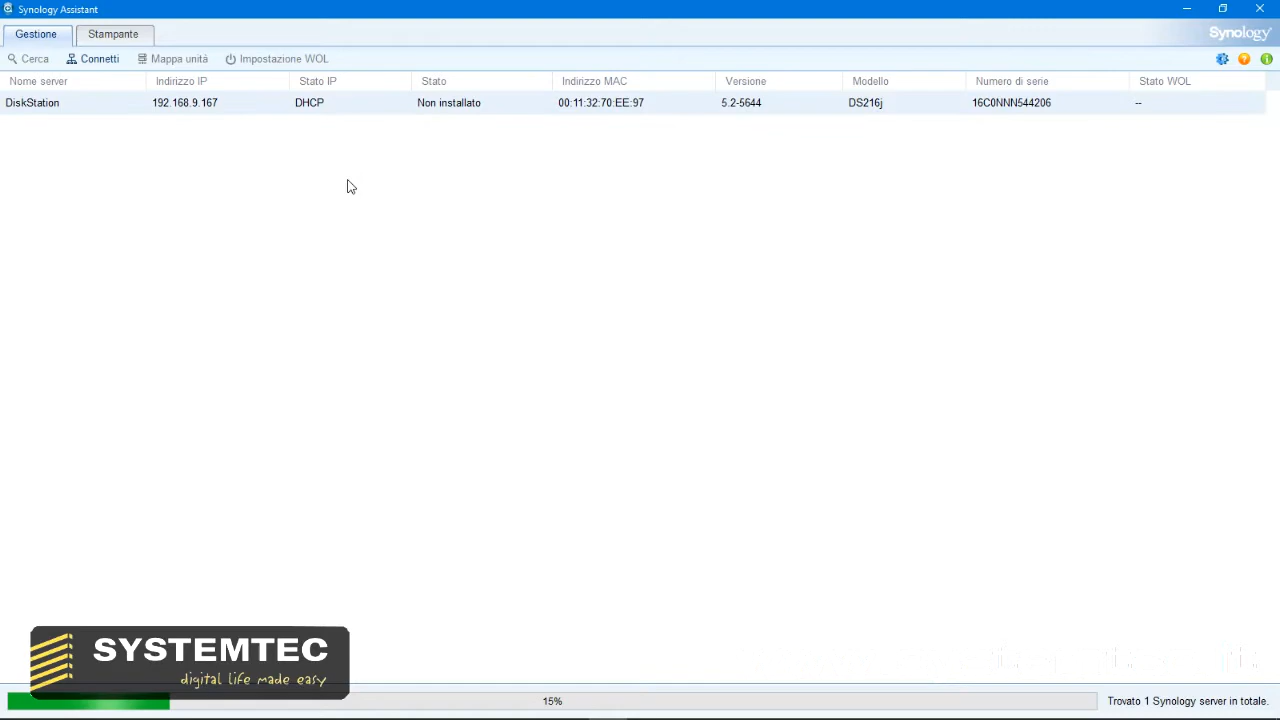 Synology Assistant
Gestione Stampante Synology
Cerca Connetti Mappa unità Impostazione WOL
Nome server Indirizzo IP Stato IP Stato Indirizzo MAC Versione Modello Numero di serie Stato WOL
DiskStation 192.168.9.167 DHCP Non installato 00:11:32:70:EE:97 5.2-5644 DS216j 16C0NNN544206 --
SYSTEMTEC
digital life made easy
15% Trovato 1 Synology server in totale.